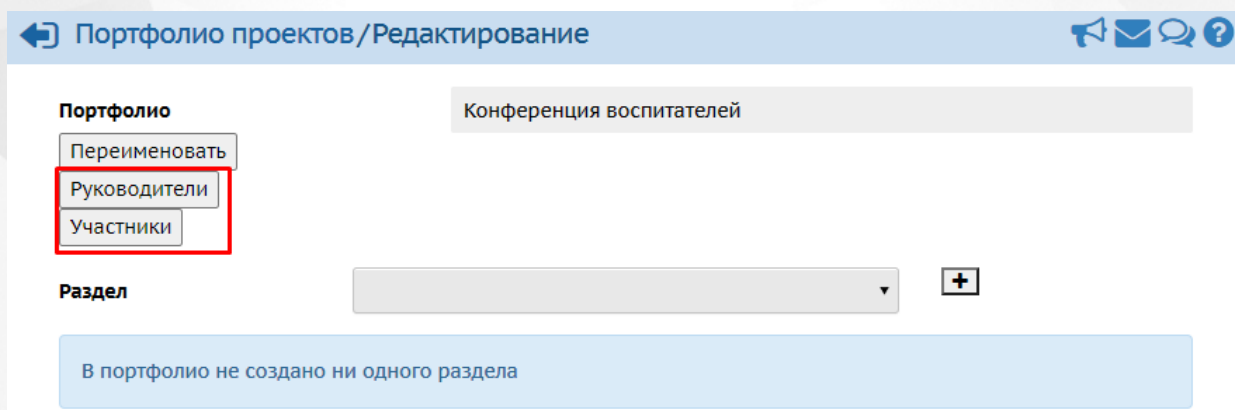 Портфолио проектов/Редактирование
Портфолио Конференция воспитателей
Переименовать
Руководители
Участники
Раздел
В портфолио не создано ни одного раздела